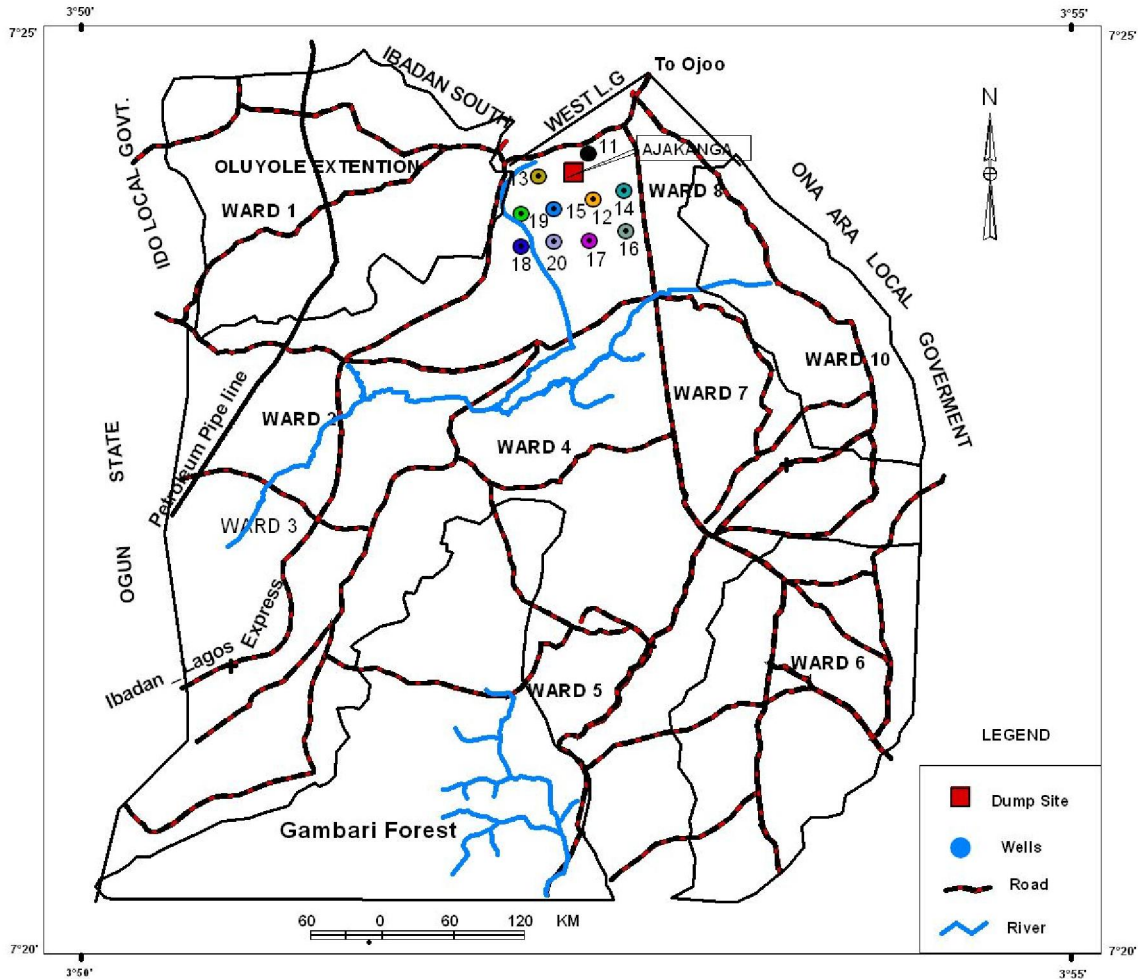 3°50'
3°55'
7°25'
7°25'
To Ojoo
IBADAN SOUTH
WEST L.G
N
IDO LOCAL GOVT.
OLUYOLE EXTENTION
11
AJAKANGA
3
WARD 1
WARD 8
ONA ARA LOCAL GOVERMENT
19
15
12
14
18
20
17
16
WARD 10
WARD 7
WARD 2
WARD 4
Petroleum Pipe line
OGUN STATE
WARD 3
Ibadan _Lagos Express
WARD 6
WARD 5
Gambari Forest
60 0 60 120 KM
LEGEND
Dump Site
Wells
Road
River
7°20'
7°20'
3°50'
3°55'